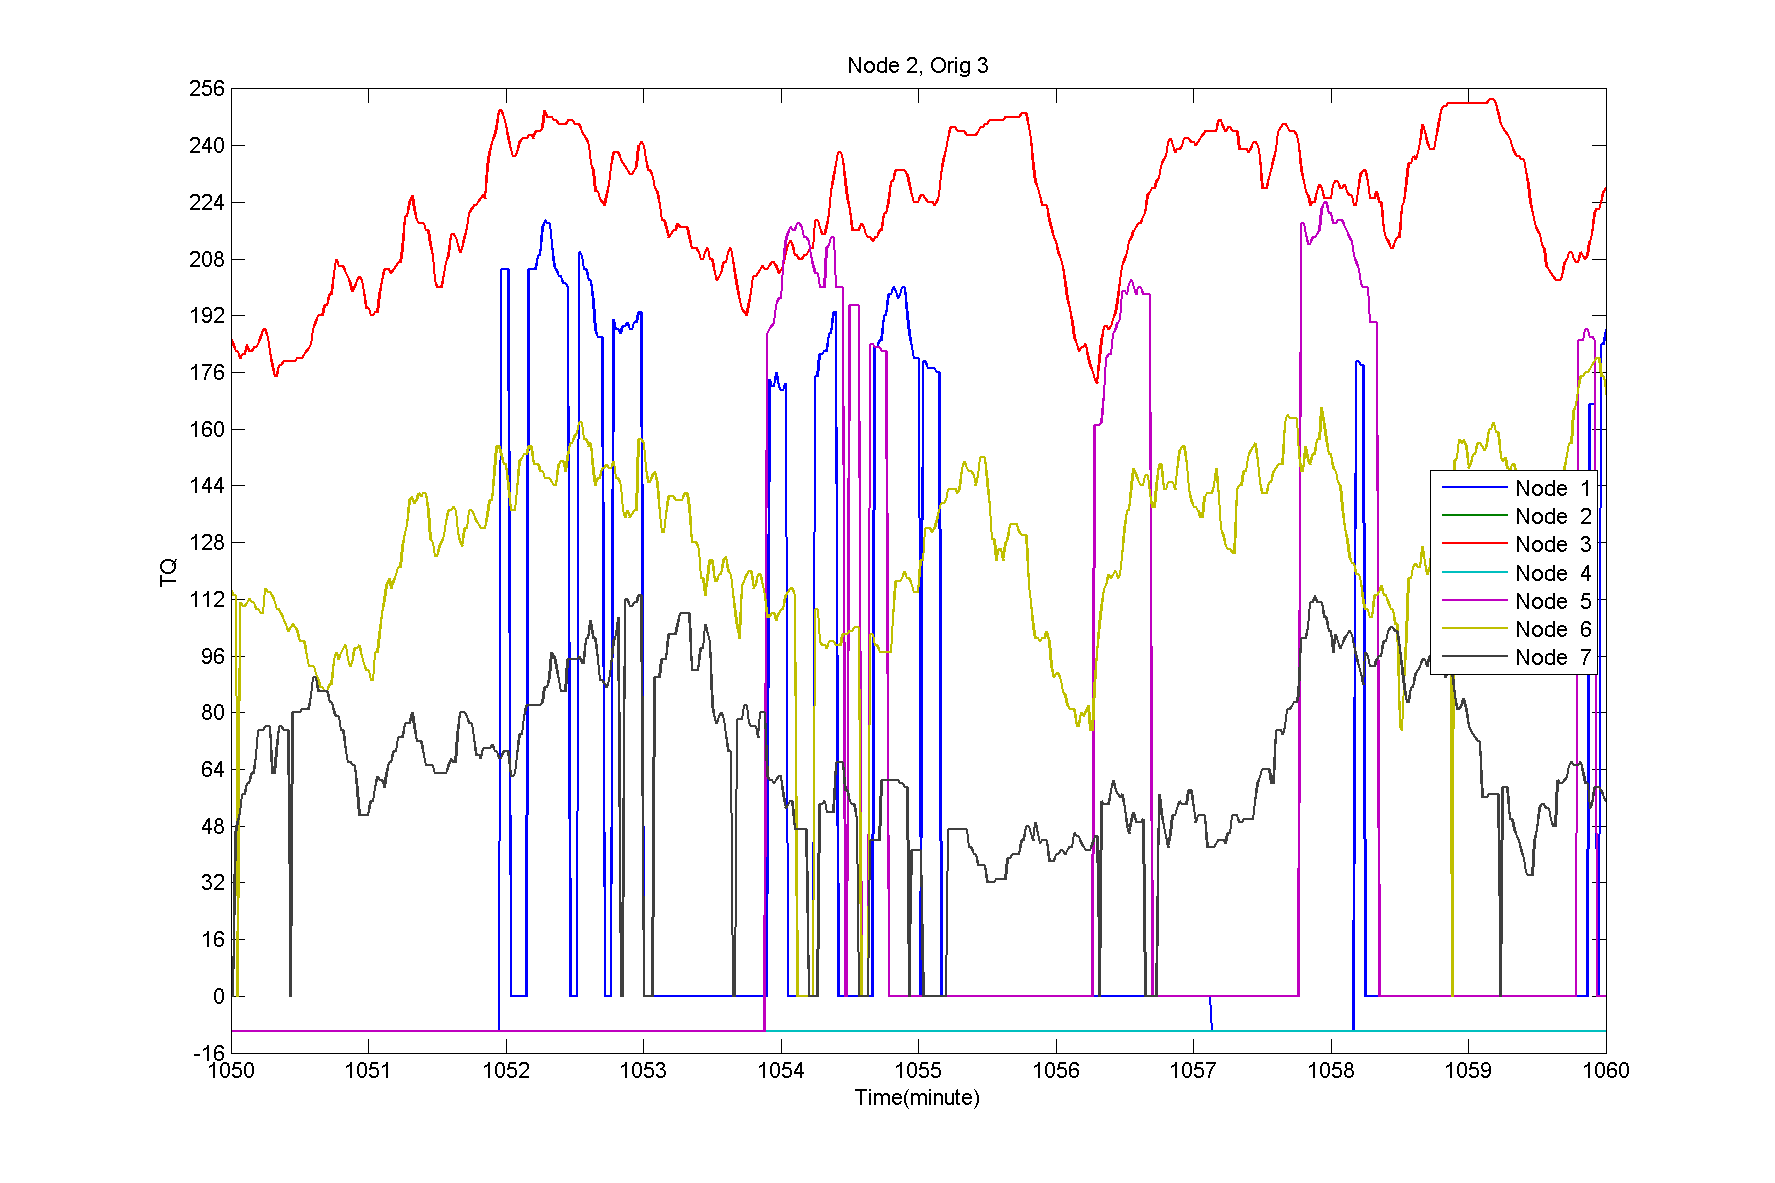 Node 2, Orig 3
256
240
224
208
192
176
160
144
128
112
96
80
64
48
32
16
0
-16
TQ
Node 1
Node 2
Node 3
Node 4
Node 5
Node 6
Node 7
1050 1051 1052 1053 1054 1055 1056 1057 1058 1059 1060
Time(minute)